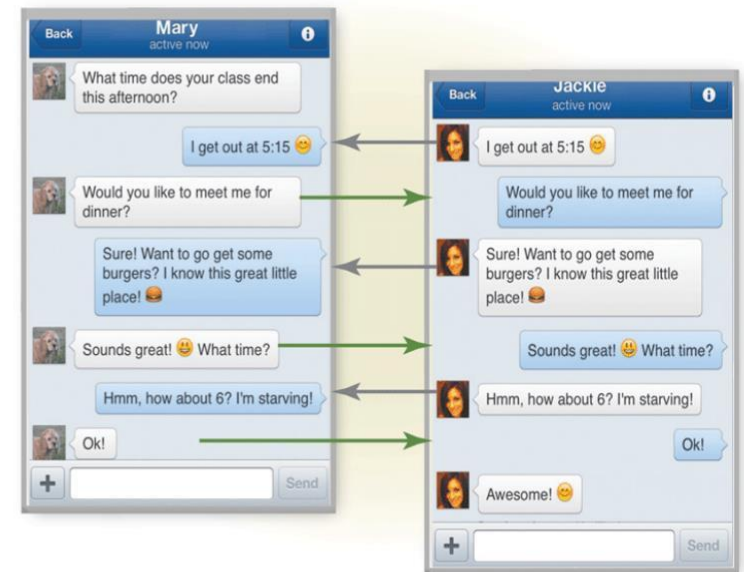 Back
Mary
active now
i
What time does your class end
this afternoon?
I get out at 5:15 😊
Would you like to meet me for
dinner?
Sure! Want to go get some
burgers? I know this great little
place! 🍔
Sounds great! 😃 What time?
Hmm, how about 6? I'm starving!
Ok!
+
Send
Back
Jackie
active now
i
I get out at 5:15 😊
Would you like to meet me for
dinner?
Sure! Want to go get some
burgers? I know this great little
place! 🍔
Sounds great! 😃 What time?
Hmm, how about 6? I'm starving!
Ok!
Awesome! 😊
+
Send